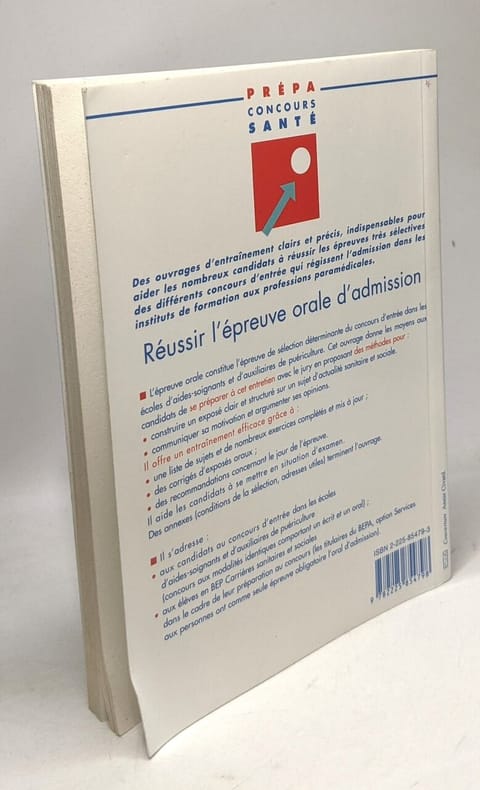 PRÉPA
CONCOURS
SANTÉ
Des ouvrages d'entraînement clairs et précis, indispensables pour
aider les nombreux candidats à réussir les épreuves très sélectives
des différents concours d'entrée qui régissent l'admission dans les
instituts de formation aux professions paramédicales.
Réussir l'épreuve orale d'admission
L'épreuve orale constitue l'épreuve de sélection déterminante du concours d'entrée dans les
écoles d'aides-soignants et d'auxiliaires de puériculture. Cet ouvrage donne les moyens aux
candidats de se préparer à cet entretien avec le jury en proposant des méthodes pour :
• construire un exposé clair et structuré sur un sujet d'actualité sanitaire et sociale.
• communiquer sa motivation et argumenter ses opinions.
Il offre un entraînement efficace grâce à :
• une liste de sujets et de nombreux exercices complétés et mis à jour ;
• des corrigés d'exposés oraux ;
• des recommandations concernant le jour de l'épreuve.
Il aide les candidats à se mettre en situation d'examen.
Des annexes (conditions de la sélection, adresses utiles) terminent l'ouvrage.
Il s'adresse :
• aux candidats au concours d'entrée dans les écoles
d'aides-soignants et d'auxiliaires de puériculture
(concours aux modalités identiques comportant un écrit et un oral) ;
• aux élèves en BEP Carrières sanitaires et sociales
dans le cadre de leur préparation au concours (les titulaires du BEPA, option Services
aux personnes ont comme seule épreuve obligatoire l'oral d'admission).
ISBN 2-225-85479-3
9 782225 854798